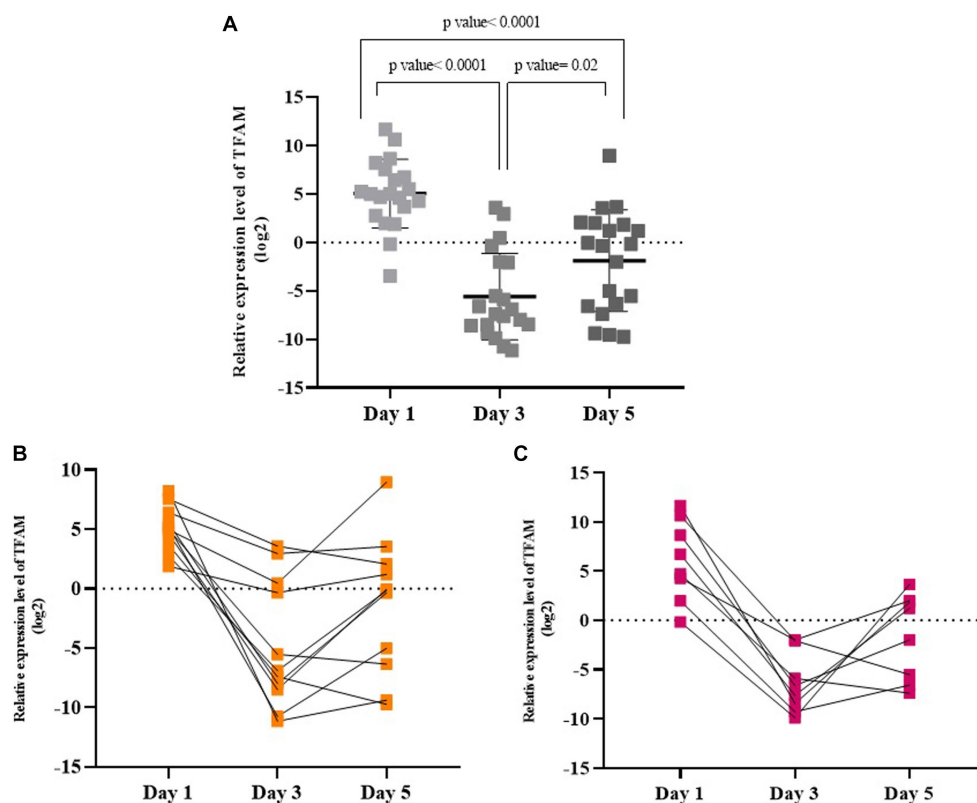 A
p value< 0.0001
p value< 0.0001
p value= 0.02
Relative expression level of TFAM
(log2)
15
10
5
0
-5
-10
-15
Day 1
Day 3
Day 5
B
Relative expression level of TFAM
(log2)
10
5
0
-5
-10
-15
Day 1
Day 3
Day 5
C
Relative expression level of TFAM
(log2)
15
10
5
0
-5
-10
-15
Day 1
Day 3
Day 5